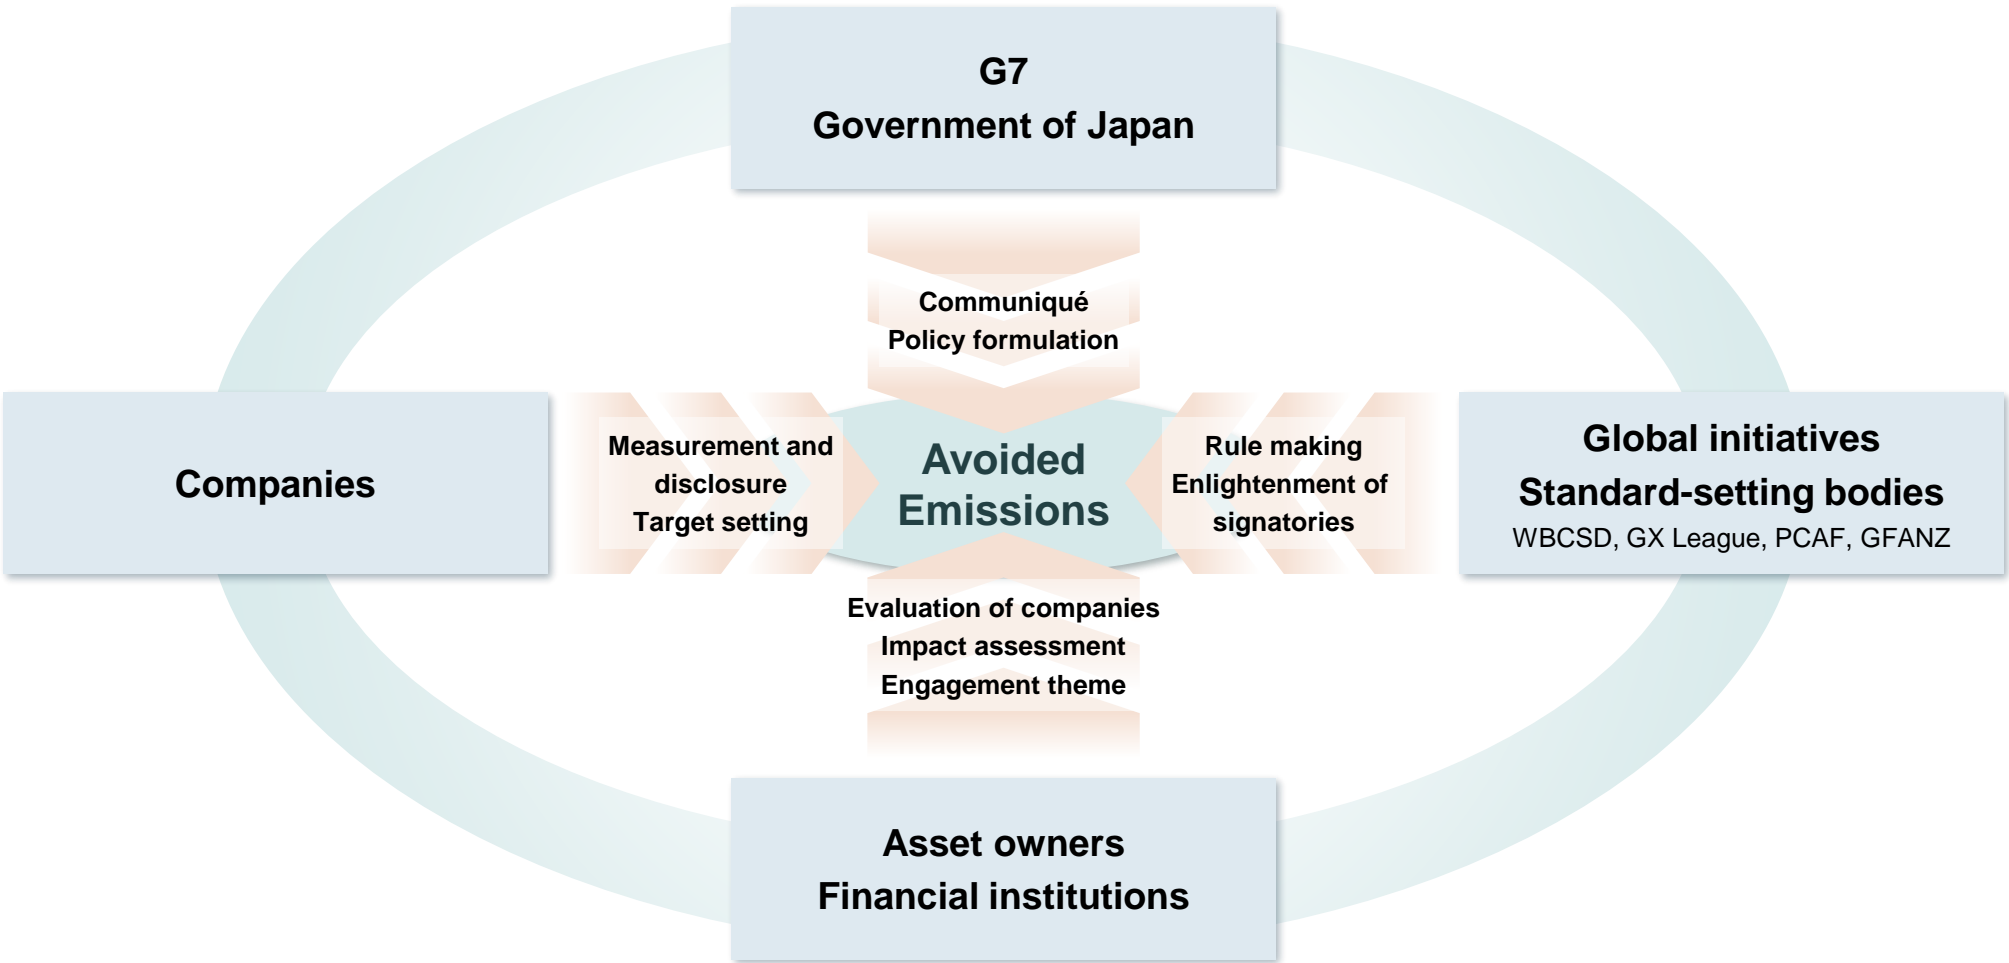 G7
Government of Japan
Communiqué
Policy formulation
Companies
Measurement and
disclosure
Target setting
Avoided
Emissions
Rule making
Enlightenment of
signatories
Global initiatives
Standard-setting bodies
WBCSD, GX League, PCAF, GFANZ
Evaluation of companies
Impact assessment
Engagement theme
Asset owners
Financial institutions